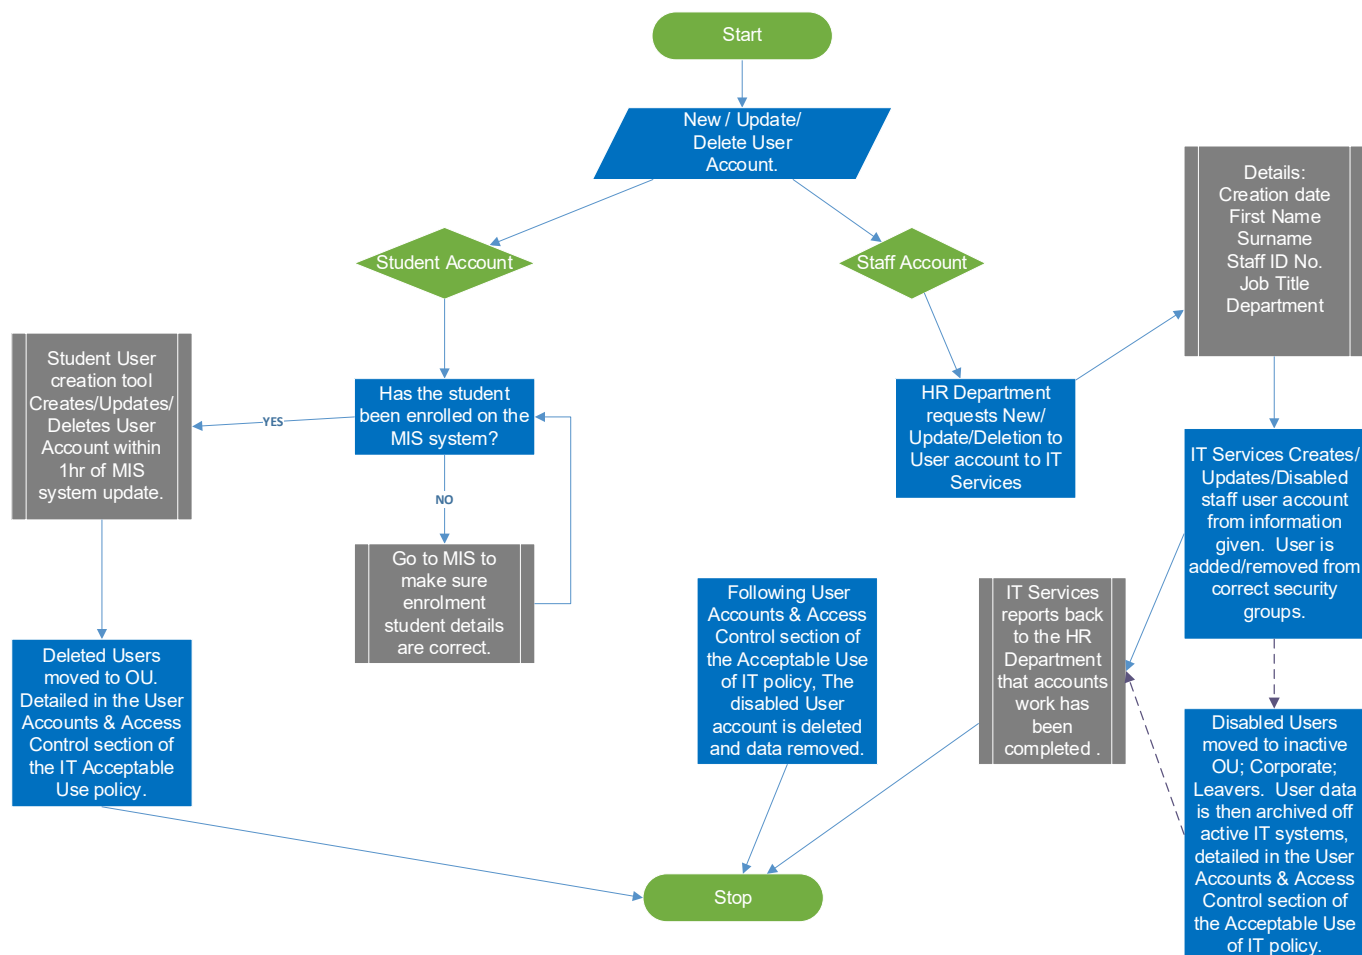 Start
New / Update/
Delete User
Account.
Student Account
Staff Account
Details:
Creation date
First Name
Surname
Staff ID No.
Job Title
Department
Student User
creation tool
Creates/Updates/
Deletes User
Account within
1hr of MIS
system update.
YES
Has the student
been enrolled on the
MIS system?
NO
Go to MIS to
make sure
enrolment
student details
are correct.
HR Department
requests New/
Update/Deletion to
User account to IT
Services
IT Services Creates/
Updates/Disabled
staff user account
from information
given. User is
added/removed from
correct security
groups.
Deleted Users
moved to OU.
Detailed in the User
Accounts & Access
Control section of
the IT Acceptable
Use policy.
Following User
Accounts & Access
Control section of
the Acceptable Use
of IT policy, The
disabled User
account is deleted
and data removed.
IT Services
reports back
to the HR
Department
that accounts
work has
been
completed .
Disabled Users
moved to inactive
OU; Corporate;
Leavers. User data
is then archived off
active IT systems,
detailed in the User
Accounts & Access
Control section of
the Acceptable Use
of IT policy.
Stop